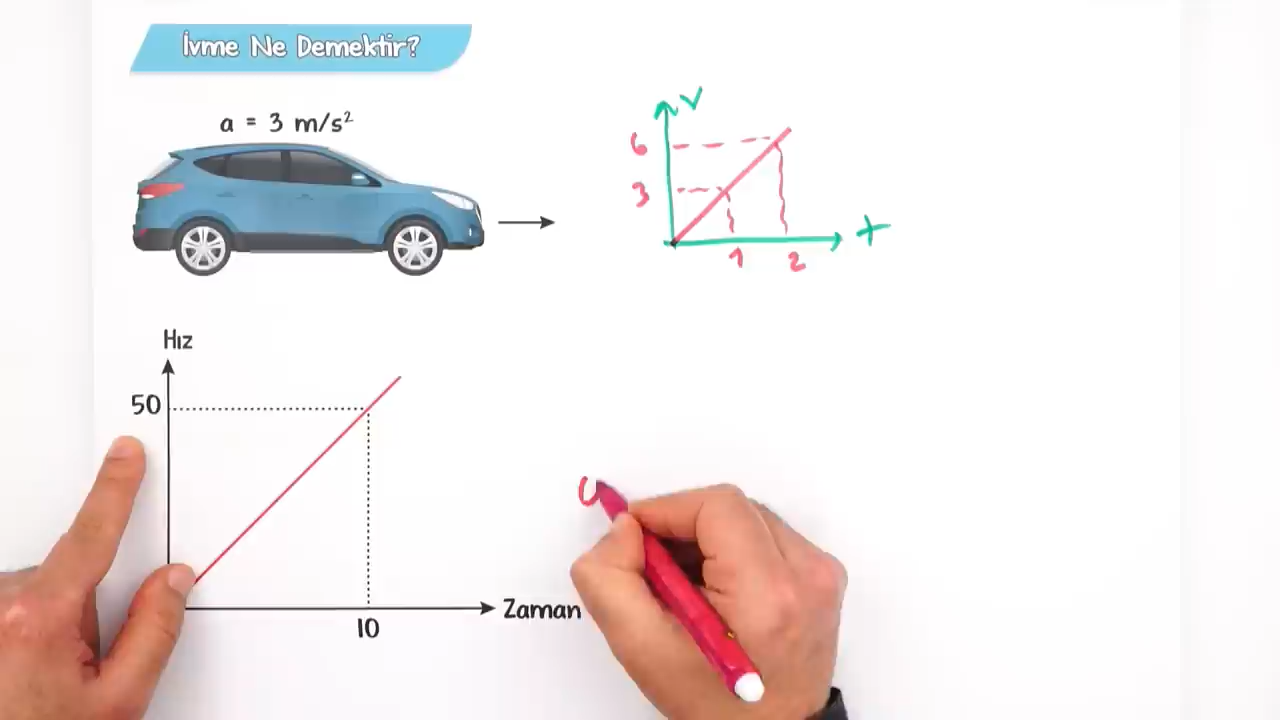 İvme Ne Demektir?
a = 3 m/s²
V
6
3
t
1
2
Hız
50
Zaman
10